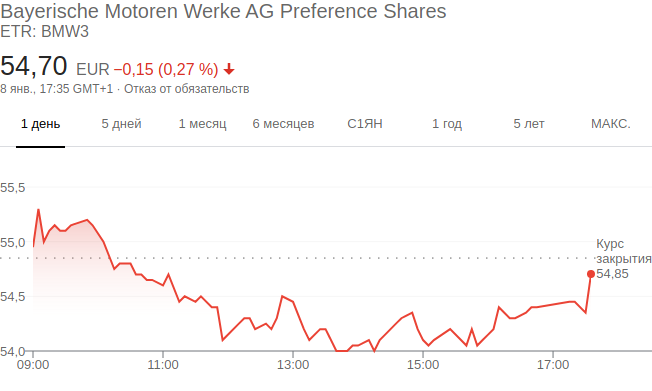 Bayerische Motoren Werke AG Preference Shares
ETR: BMW3
54,70 EUR −0,15 (0,27 %) ↓
8 янв., 17:35 GMT+1 · Отказ от обязательств
1 день 5 дней 1 месяц 6 месяцев С1ЯН 1 год 5 лет МАКС.
55,5
55,0
Курс
закрытия
54,85
54,5
54,0
09:00 11:00 13:00 15:00 17:00